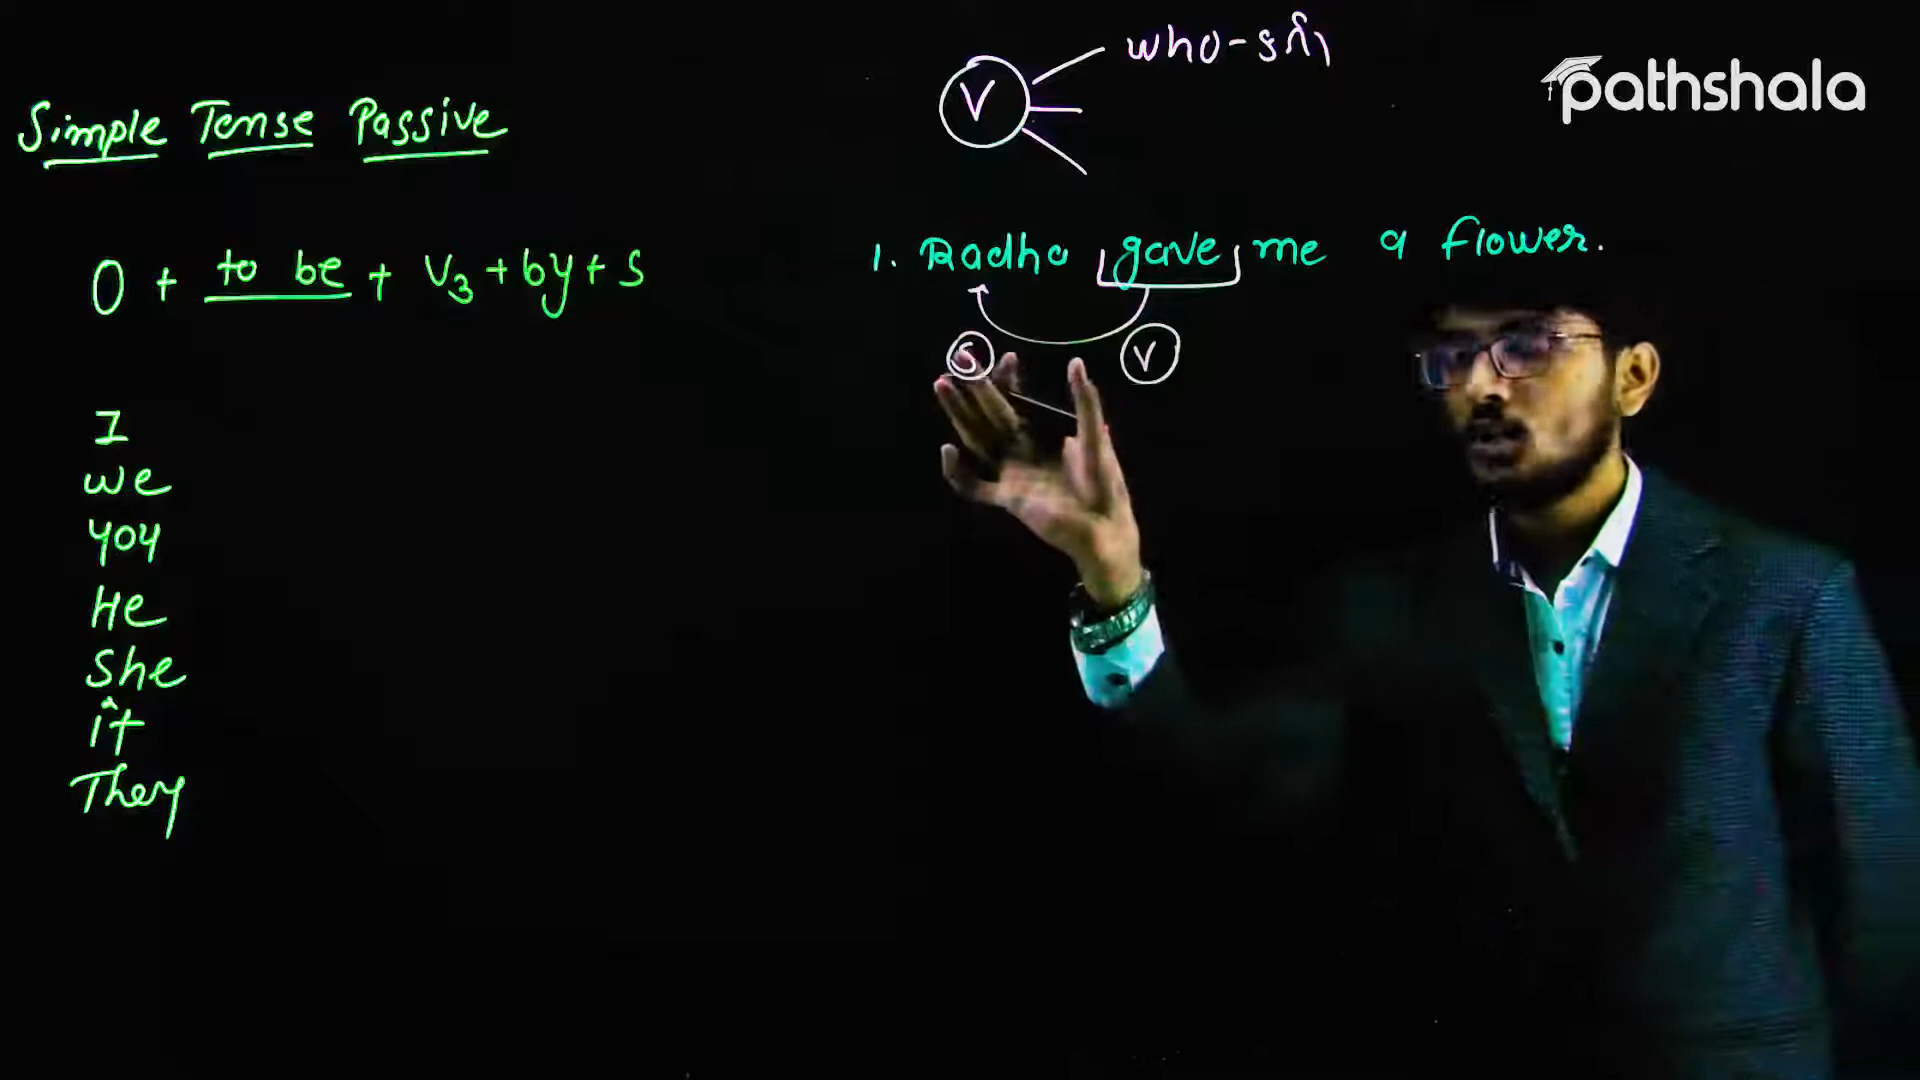 who-कर्ता
pathshala
Simple Tense Passive
1. Radha gave me a flower.
O + to be + V3 + by + S
V
S
V
I
we
you
He
She
it
They